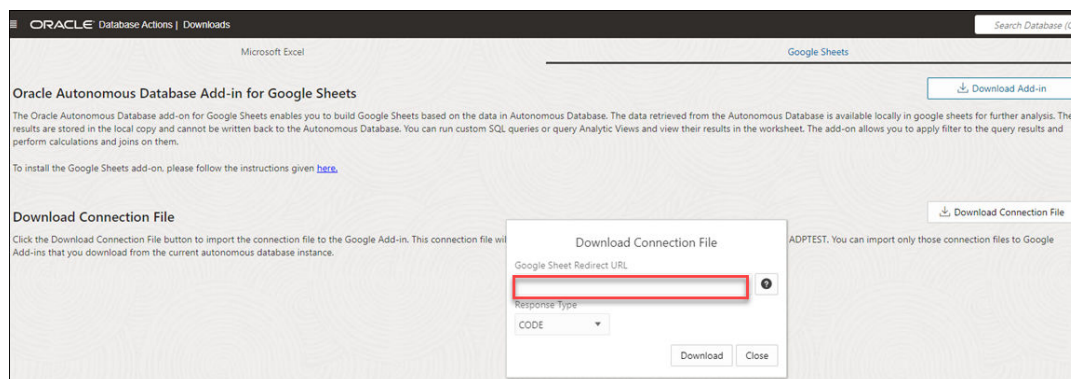 ORACLE Database Actions | Downloads
Search Database (
Microsoft Excel
Google Sheets
Oracle Autonomous Database Add-in for Google Sheets
Download Add-in
The Oracle Autonomous Database add-on for Google Sheets enables you to build Google Sheets based on the data in Autonomous Database. The data retrieved from the Autonomous Database is available locally in google sheets for further analysis. The
results are stored in the local copy and cannot be written back to the Autonomous Database. You can run custom SQL queries or query Analytic Views and view their results in the worksheet. The add-on allows you to apply filter to the query results and
perform calculations and joins on them.
To install the Google Sheets add-on, please follow the instructions given here.
Download Connection File
Download Connection File
Click the Download Connection File button to import the connection file to the Google Add-in. This connection file wil
ADPTEST. You can import only those connection files to Google
Add-ins that you download from the current autonomous database instance.
Download Connection File
Google Sheet Redirect URL
?
Response Type
CODE
Download Close